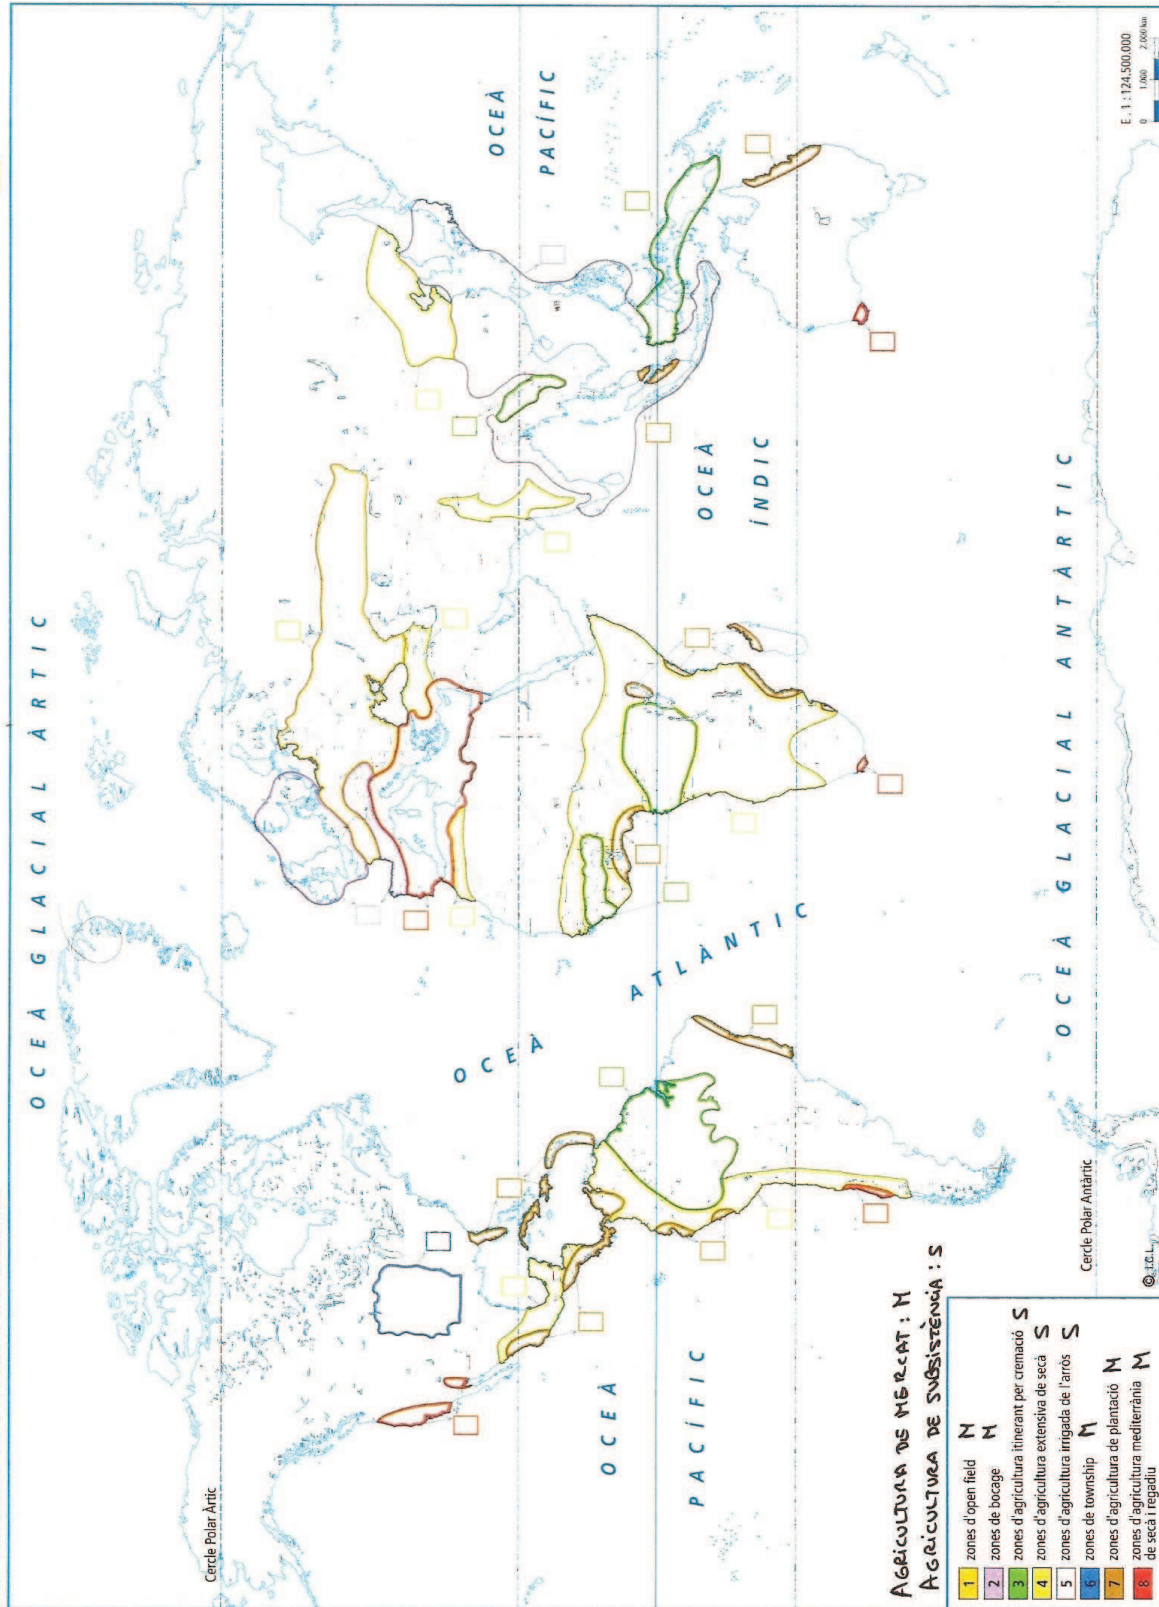 OCEÀ GLACIAL ÀRTIC
Cercle Polar Àrtic
OCEÀ
PACÍFIC
OCEÀ
ATLÀNTIC
OCEÀ
ÍNDIC
OCEÀ
PACÍFIC
OCEÀ GLACIAL ANTÀRTIC
Cercle Polar Antàrtic
© I.C.L.
E. 1 : 124.500.000
0 1.000 2.000 km
AGRICULTURA DE MERCAT : M
AGRICULTURA DE SUBSISTÈNCIA : S
1 zones d'open field M
2 zones de bocage M
3 zones d'agricultura itinerant per cremació S
4 zones d'agricultura extensiva de secà S
5 zones d'agricultura irrigada de l'arròs S
6 zones de township M
7 zones d'agricultura de plantació M
8 zones d'agricultura mediterrània M
de secà i regadiu